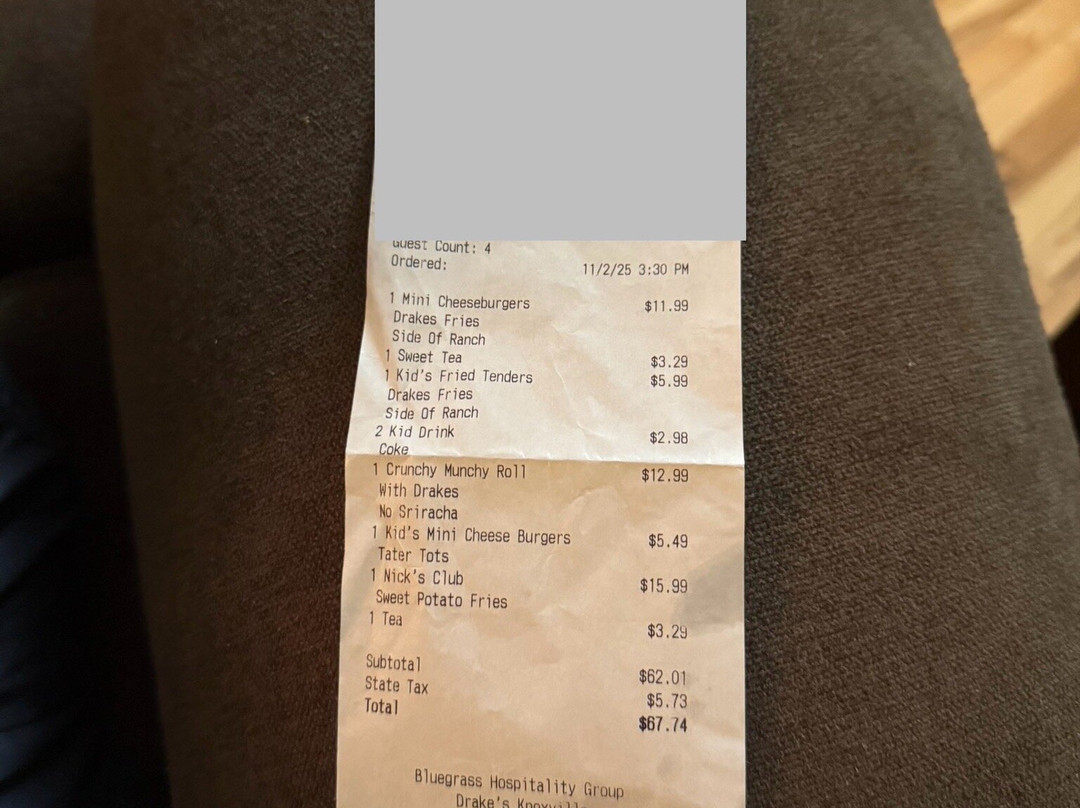 Guest Count: 4
Ordered: 11/2/25 3:30 PM
1 Mini Cheeseburgers $11.99
Drakes Fries
Side Of Ranch
1 Sweet Tea $3.29
1 Kid's Fried Tenders $5.99
Drakes Fries
Side Of Ranch
2 Kid Drink $2.98
Coke
1 Crunchy Munchy Roll $12.99
With Drakes
No Sriracha
1 Kid's Mini Cheese Burgers $5.49
Tater Tots
1 Nick's Club $15.99
Sweet Potato Fries
1 Tea $3.29
Subtotal $62.01
State Tax $5.73
Total $67.74
Bluegrass Hospitality Group
Drake's